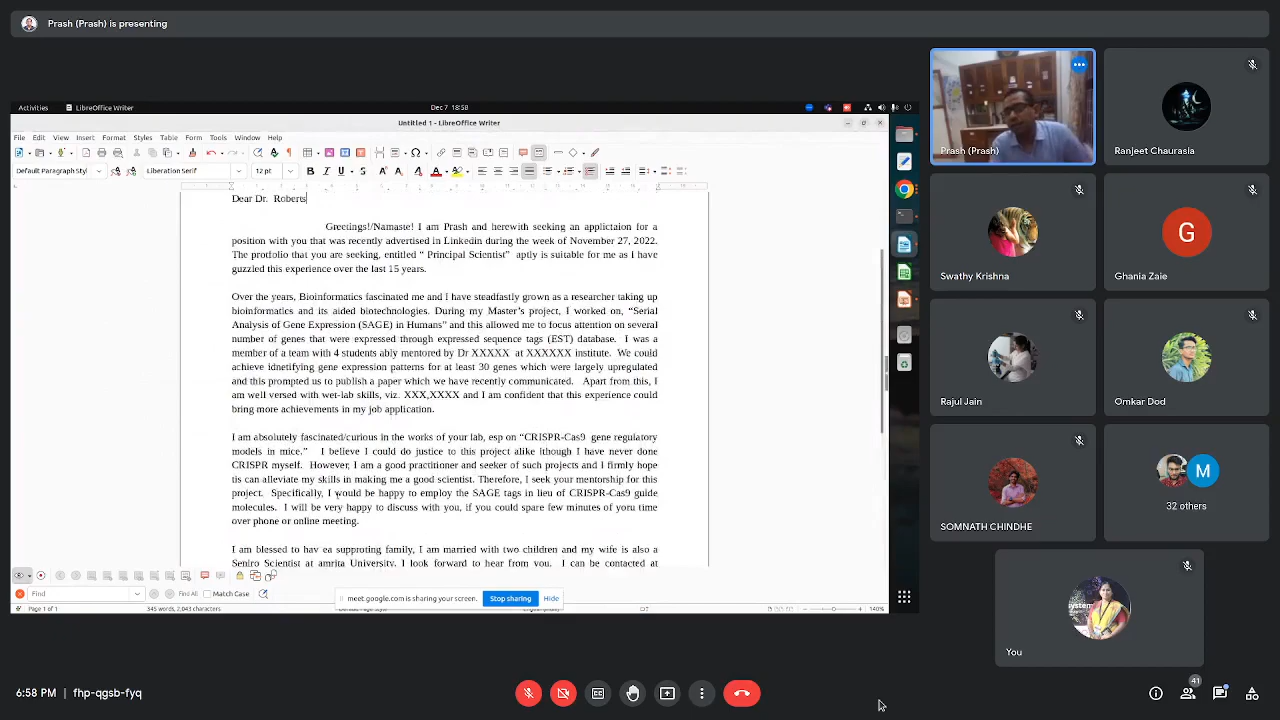 Prash (Prash) is presenting
Activities LibreOffice Writer Dec 7 18:58
Untitled 1 - LibreOffice Writer
File Edit View Insert Format Styles Table Form Tools Window Help
Default Paragraph Styl Liberation Serif 12 pt
Dear Dr. Roberts
Greetings!/Namaste! I am Prash and herewith seeking an applictaion for a
position with you that was recently advertised in Linkedin during the week of November 27, 2022.
The protfolio that you are seeking, entitled “ Principal Scientist” aptly is suitable for me as I have
guzzled this experience over the last 15 years.
Over the years, Bioinformatics fascinated me and I have steadfastly grown as a researcher taking up
bioinformatics and its aided biotechnologies. During my Master’s project, I worked on, “Serial
Analysis of Gene Expression (SAGE) in Humans” and this allowed me to focus attention on several
number of genes that were expressed through expressed sequence tags (EST) database. I was a
member of a team with 4 students ably mentored by Dr XXXXX at XXXXXX institute. We could
achieve idnetifying gene expression patterns for at least 30 genes which were largely upregulated
and this prompted us to publish a paper which we have recently communicated. Apart from this, I
am well versed with wet-lab skills, viz. XXX,XXXX and I am confident that this experience could
bring more achievements in my job application.
I am absolutely fascinated/curious in the works of your lab, esp on “CRISPR-Cas9 gene regulatory
models in mice.” I believe I could do justice to this project alike lthough I have never done
CRISPR myself. However, I am a good practitioner and seeker of such projects and I firmly hope
tis can alleviate my skills in making me a good scientist. Therefore, I seek your mentorship for this
project. Specifically, I would be happy to employ the SAGE tags in lieu of CRISPR-Cas9 guide
molecules. I will be very happy to discuss with you, if you could spare few minutes of yoru time
over phone or online meeting.
I am blessed to hav ea supproting family, I am married with two children and my wife is also a
Seniro Scientist at amrita University. I look forward to hear from you. I can be contacted at
Find Find All Match Case
meet.google.com is sharing your screen. Stop sharing Hide
Page 1 of 1 345 words, 2,043 characters 140%
Prash (Prash)
Ranjeet Chaurasia
Swathy Krishna
G
Ghania Zaie
Rajul Jain
Omkar Dod
SOMNATH CHINDHE
M
32 others
You
6:58 PM | fhp-qgsb-fyq
41